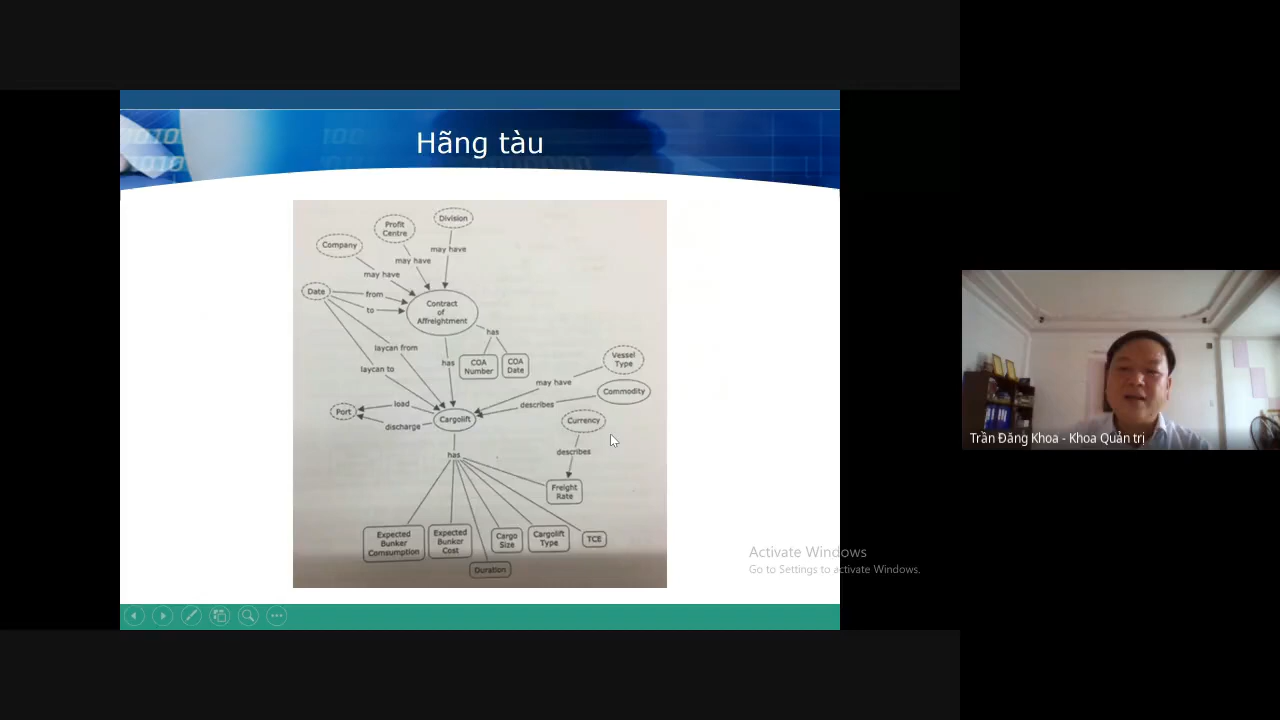 Hãng tàu
Division
Profit
Centre
Company
may have
may have
may have
Date
from
to
Contract
of
Affreightment
has
laycan from
laycan to
has
COA
Number
COA
Date
Vessel
Type
may have
Commodity
describes
Port
load
discharge
Cargolift
Currency
describes
has
Freight
Rate
Expected
Bunker
Comsumption
Expected
Bunker
Cost
Cargo
Size
Cargolift
Type
TCE
Duration
Trần Đăng Khoa - Khoa Quản trị
Activate Windows
Go to Settings to activate Windows.